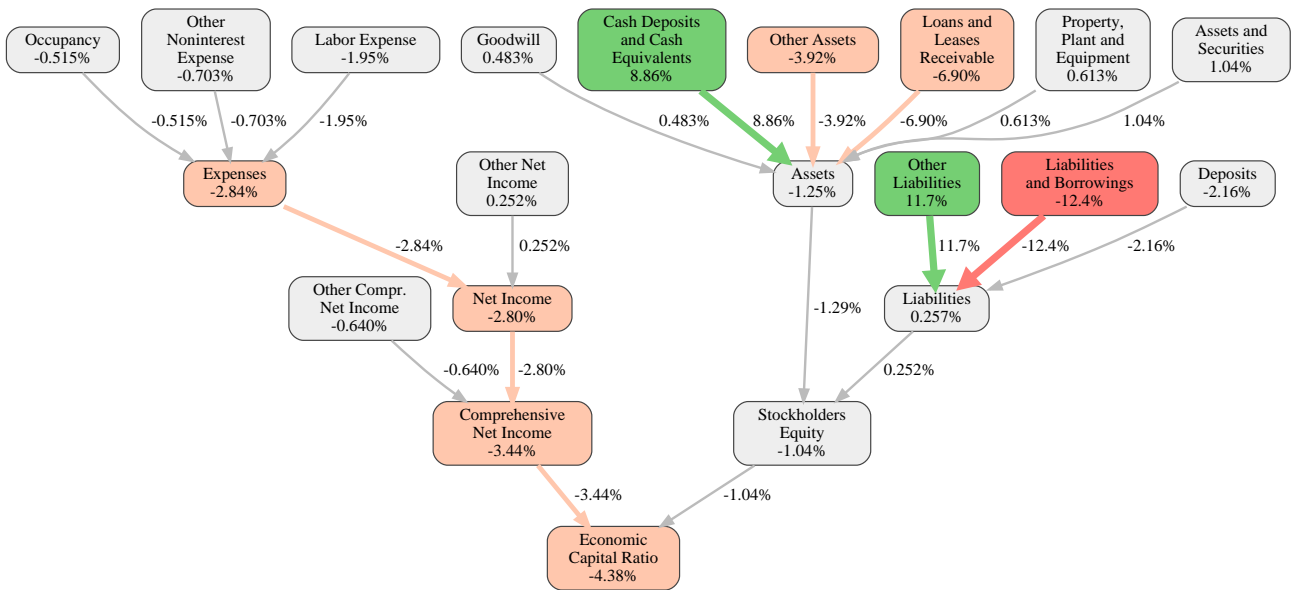 Occupancy
-0.515%
Other
Noninterest
Expense
-0.703%
Labor Expense
-1.95%
Goodwill
0.483%
Cash Deposits
and Cash
Equivalents
8.86%
Other Assets
-3.92%
Loans and
Leases
Receivable
-6.90%
Property,
Plant and
Equipment
0.613%
Assets and
Securities
1.04%
-0.515%
-0.703%
-1.95%
0.483%
8.86%
-3.92%
-6.90%
0.613%
1.04%
Expenses
-2.84%
Other Net
Income
0.252%
Assets
-1.25%
Other
Liabilities
11.7%
Liabilities
and Borrowings
-12.4%
Deposits
-2.16%
-2.84%
0.252%
11.7%
-12.4%
-2.16%
Other Compr.
Net Income
-0.640%
Net Income
-2.80%
-1.29%
Liabilities
0.257%
-0.640%
-2.80%
0.252%
Comprehensive
Net Income
-3.44%
Stockholders
Equity
-1.04%
-3.44%
-1.04%
Economic
Capital Ratio
-4.38%